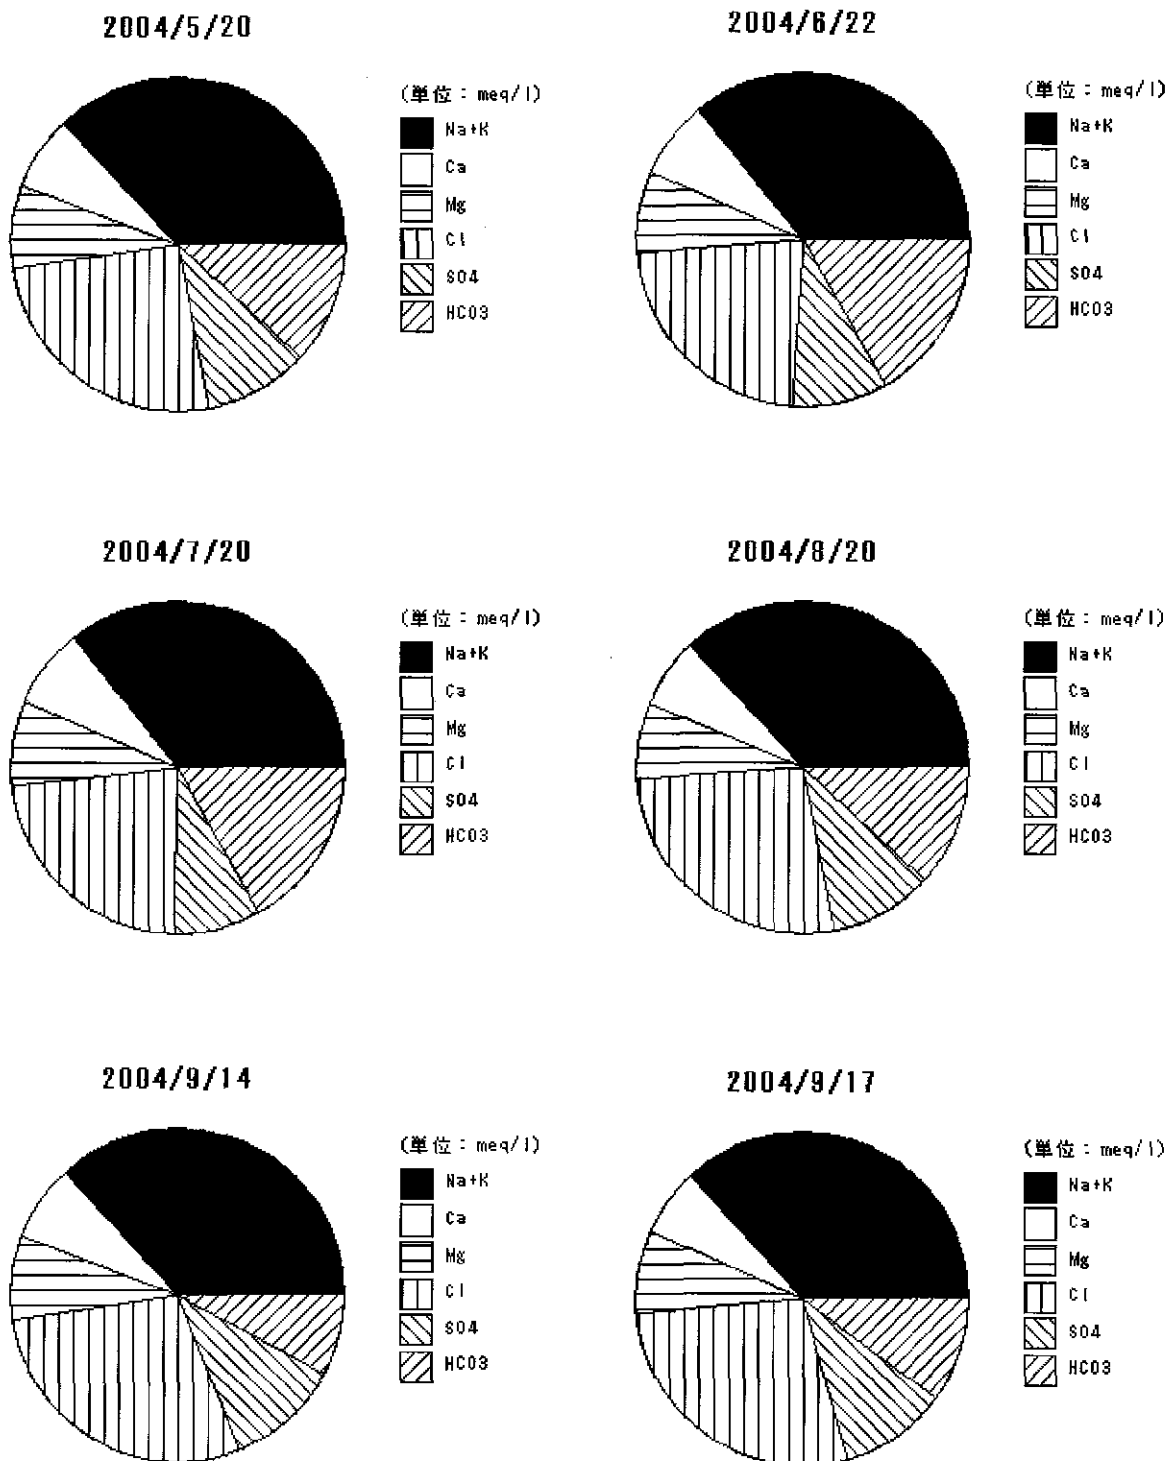 2004/5/20
(単位：meq/l)
Na+K
Ca
Mg
Cl
SO4
HCO3
2004/6/22
(単位：meq/l)
Na+K
Ca
Mg
Cl
SO4
HCO3
2004/7/20
(単位：meq/l)
Na+K
Ca
Mg
Cl
SO4
HCO3
2004/8/20
(単位：meq/l)
Na+K
Ca
Mg
Cl
SO4
HCO3
2004/9/14
(単位：meq/l)
Na+K
Ca
Mg
Cl
SO4
HCO3
2004/9/17
(単位：meq/l)
Na+K
Ca
Mg
Cl
SO4
HCO3